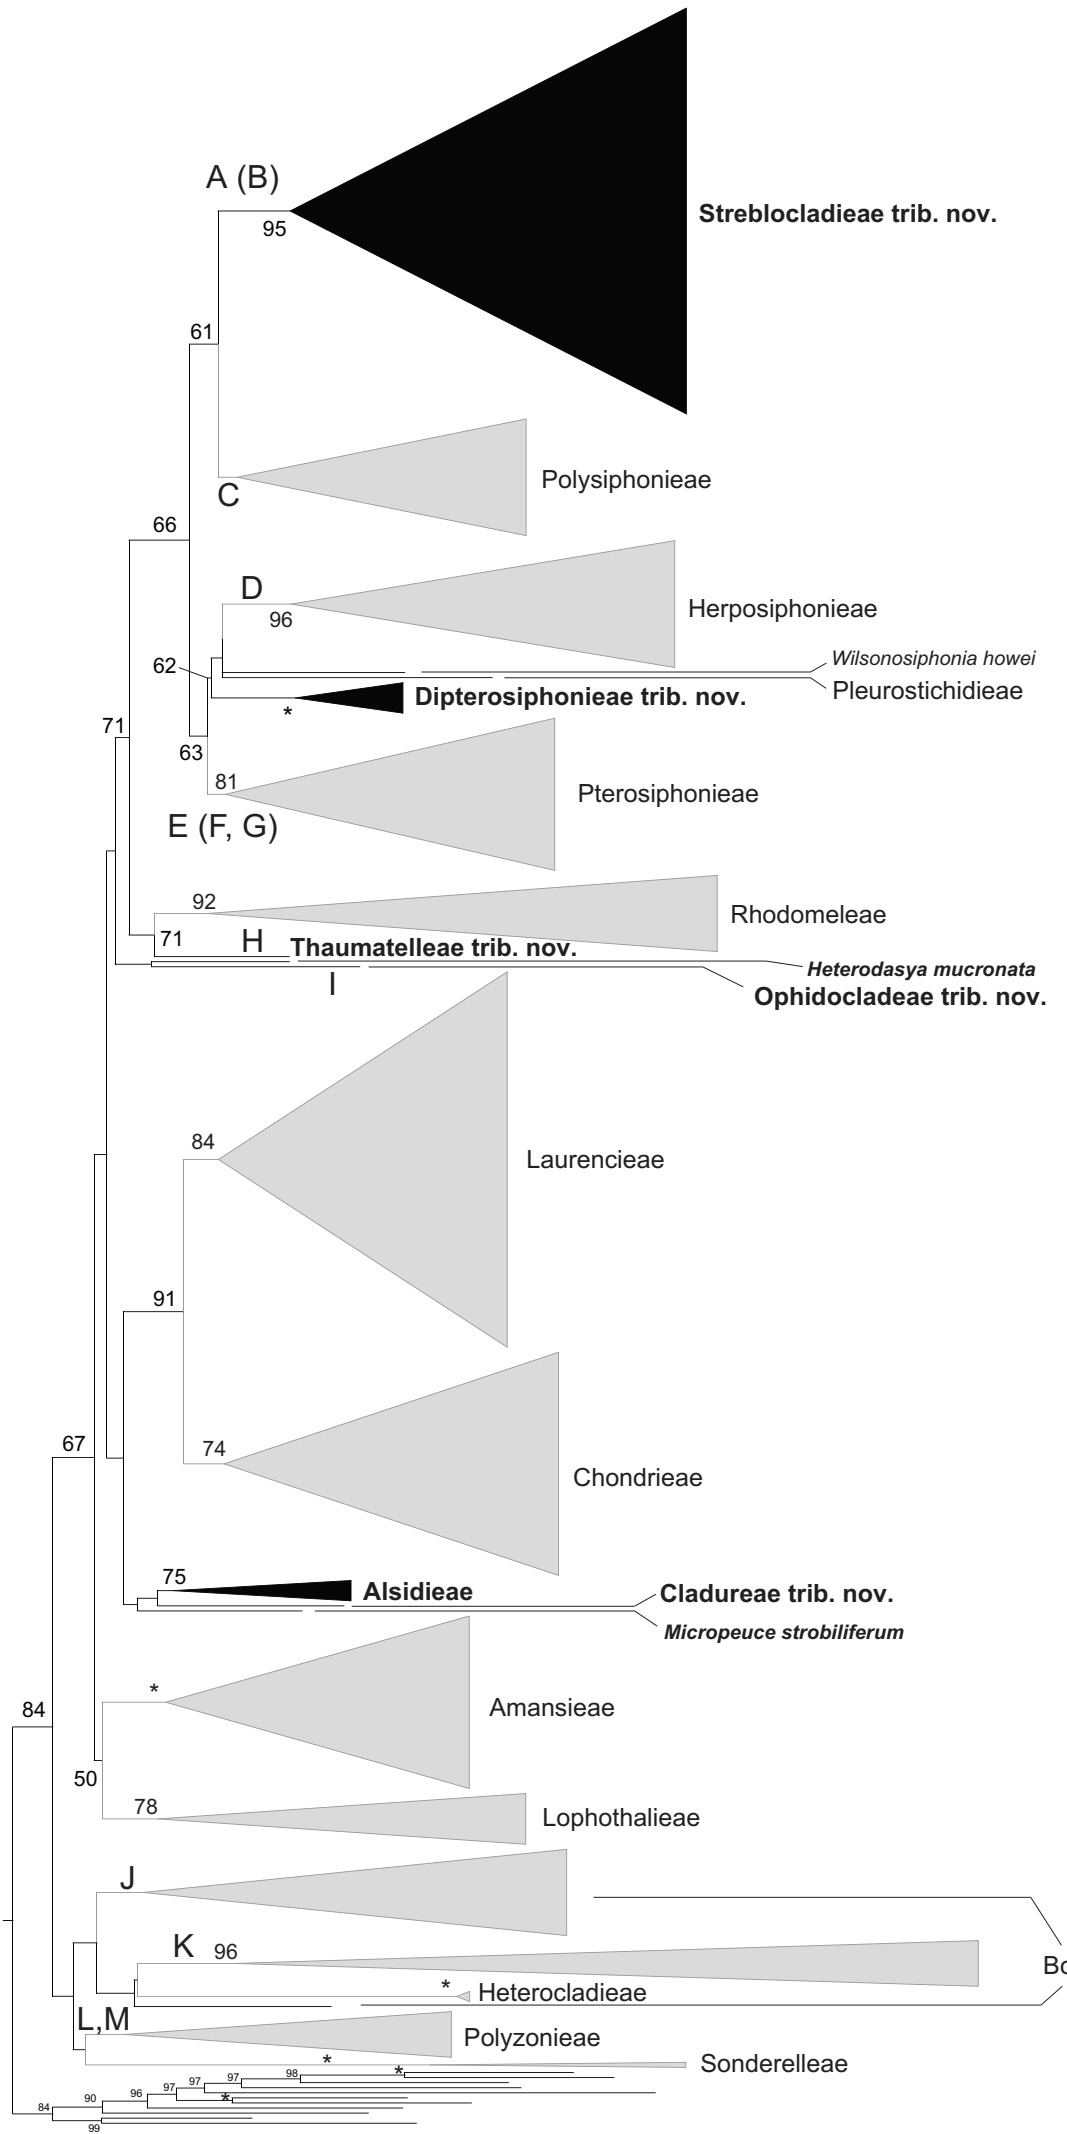 A (B)
95
Streblocladieae trib. nov.
61
C
Polysiphonieae
66
D
96
Herposiphonieae
62
Wilsonosiphonia howei
Pleurostichidieae
*
Dipterosiphonieae trib. nov.
71
63
81
Pterosiphonieae
E (F, G)
92
Rhodomeleae
71
H
Thaumatelleae trib. nov.
Heterodasya mucronata
I
Ophidocladeae trib. nov.
84
Laurencieae
91
74
Chondrieae
67
75
Alsidieae
Cladureae trib. nov.
Micropeuce strobiliferum
*
Amansieae
84
50
78
Lophothalieae
J
K
96
Bo
*
Heterocladieae
L,M
Polyzonieae
*
Sonderelleae
98
*
97
97
97
96
*
90
84
99